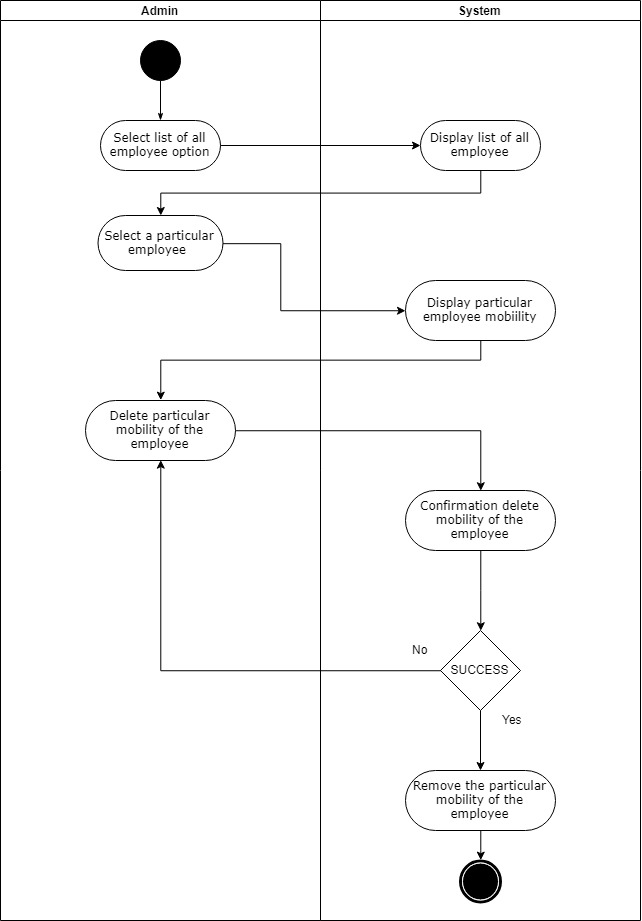 Admin
System
Select list of all
employee option
Display list of all
employee
Select a particular
employee
Display particular
employee mobiility
Delete particular
mobility of the
employee
Confirmation delete
mobility of the
employee
No
SUCCESS
Yes
Remove the particular
mobility of the
employee